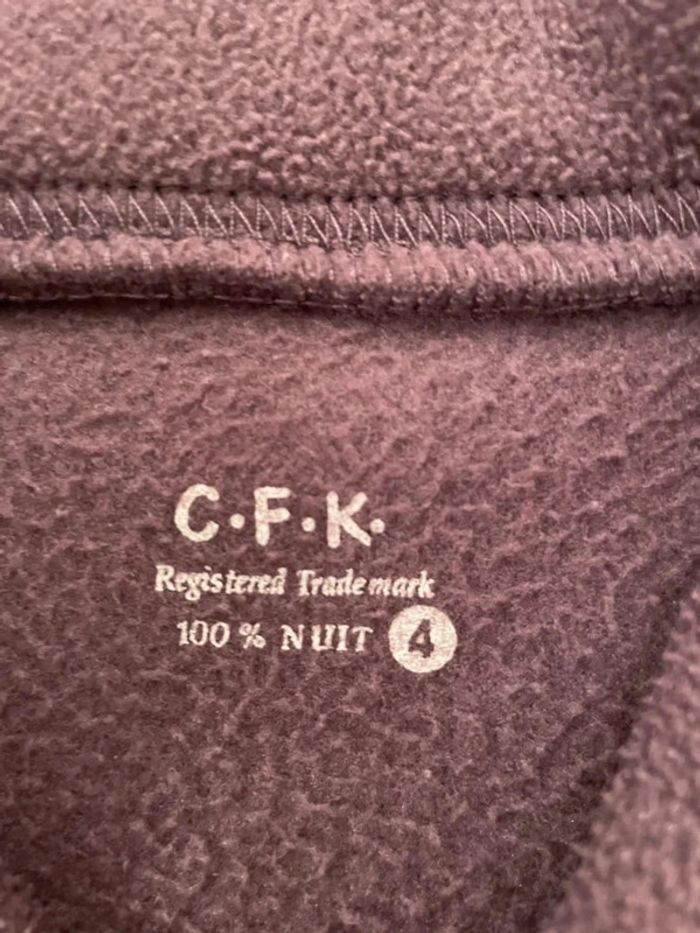 C.F.K.
Registered Trademark
100 % NUIT 4